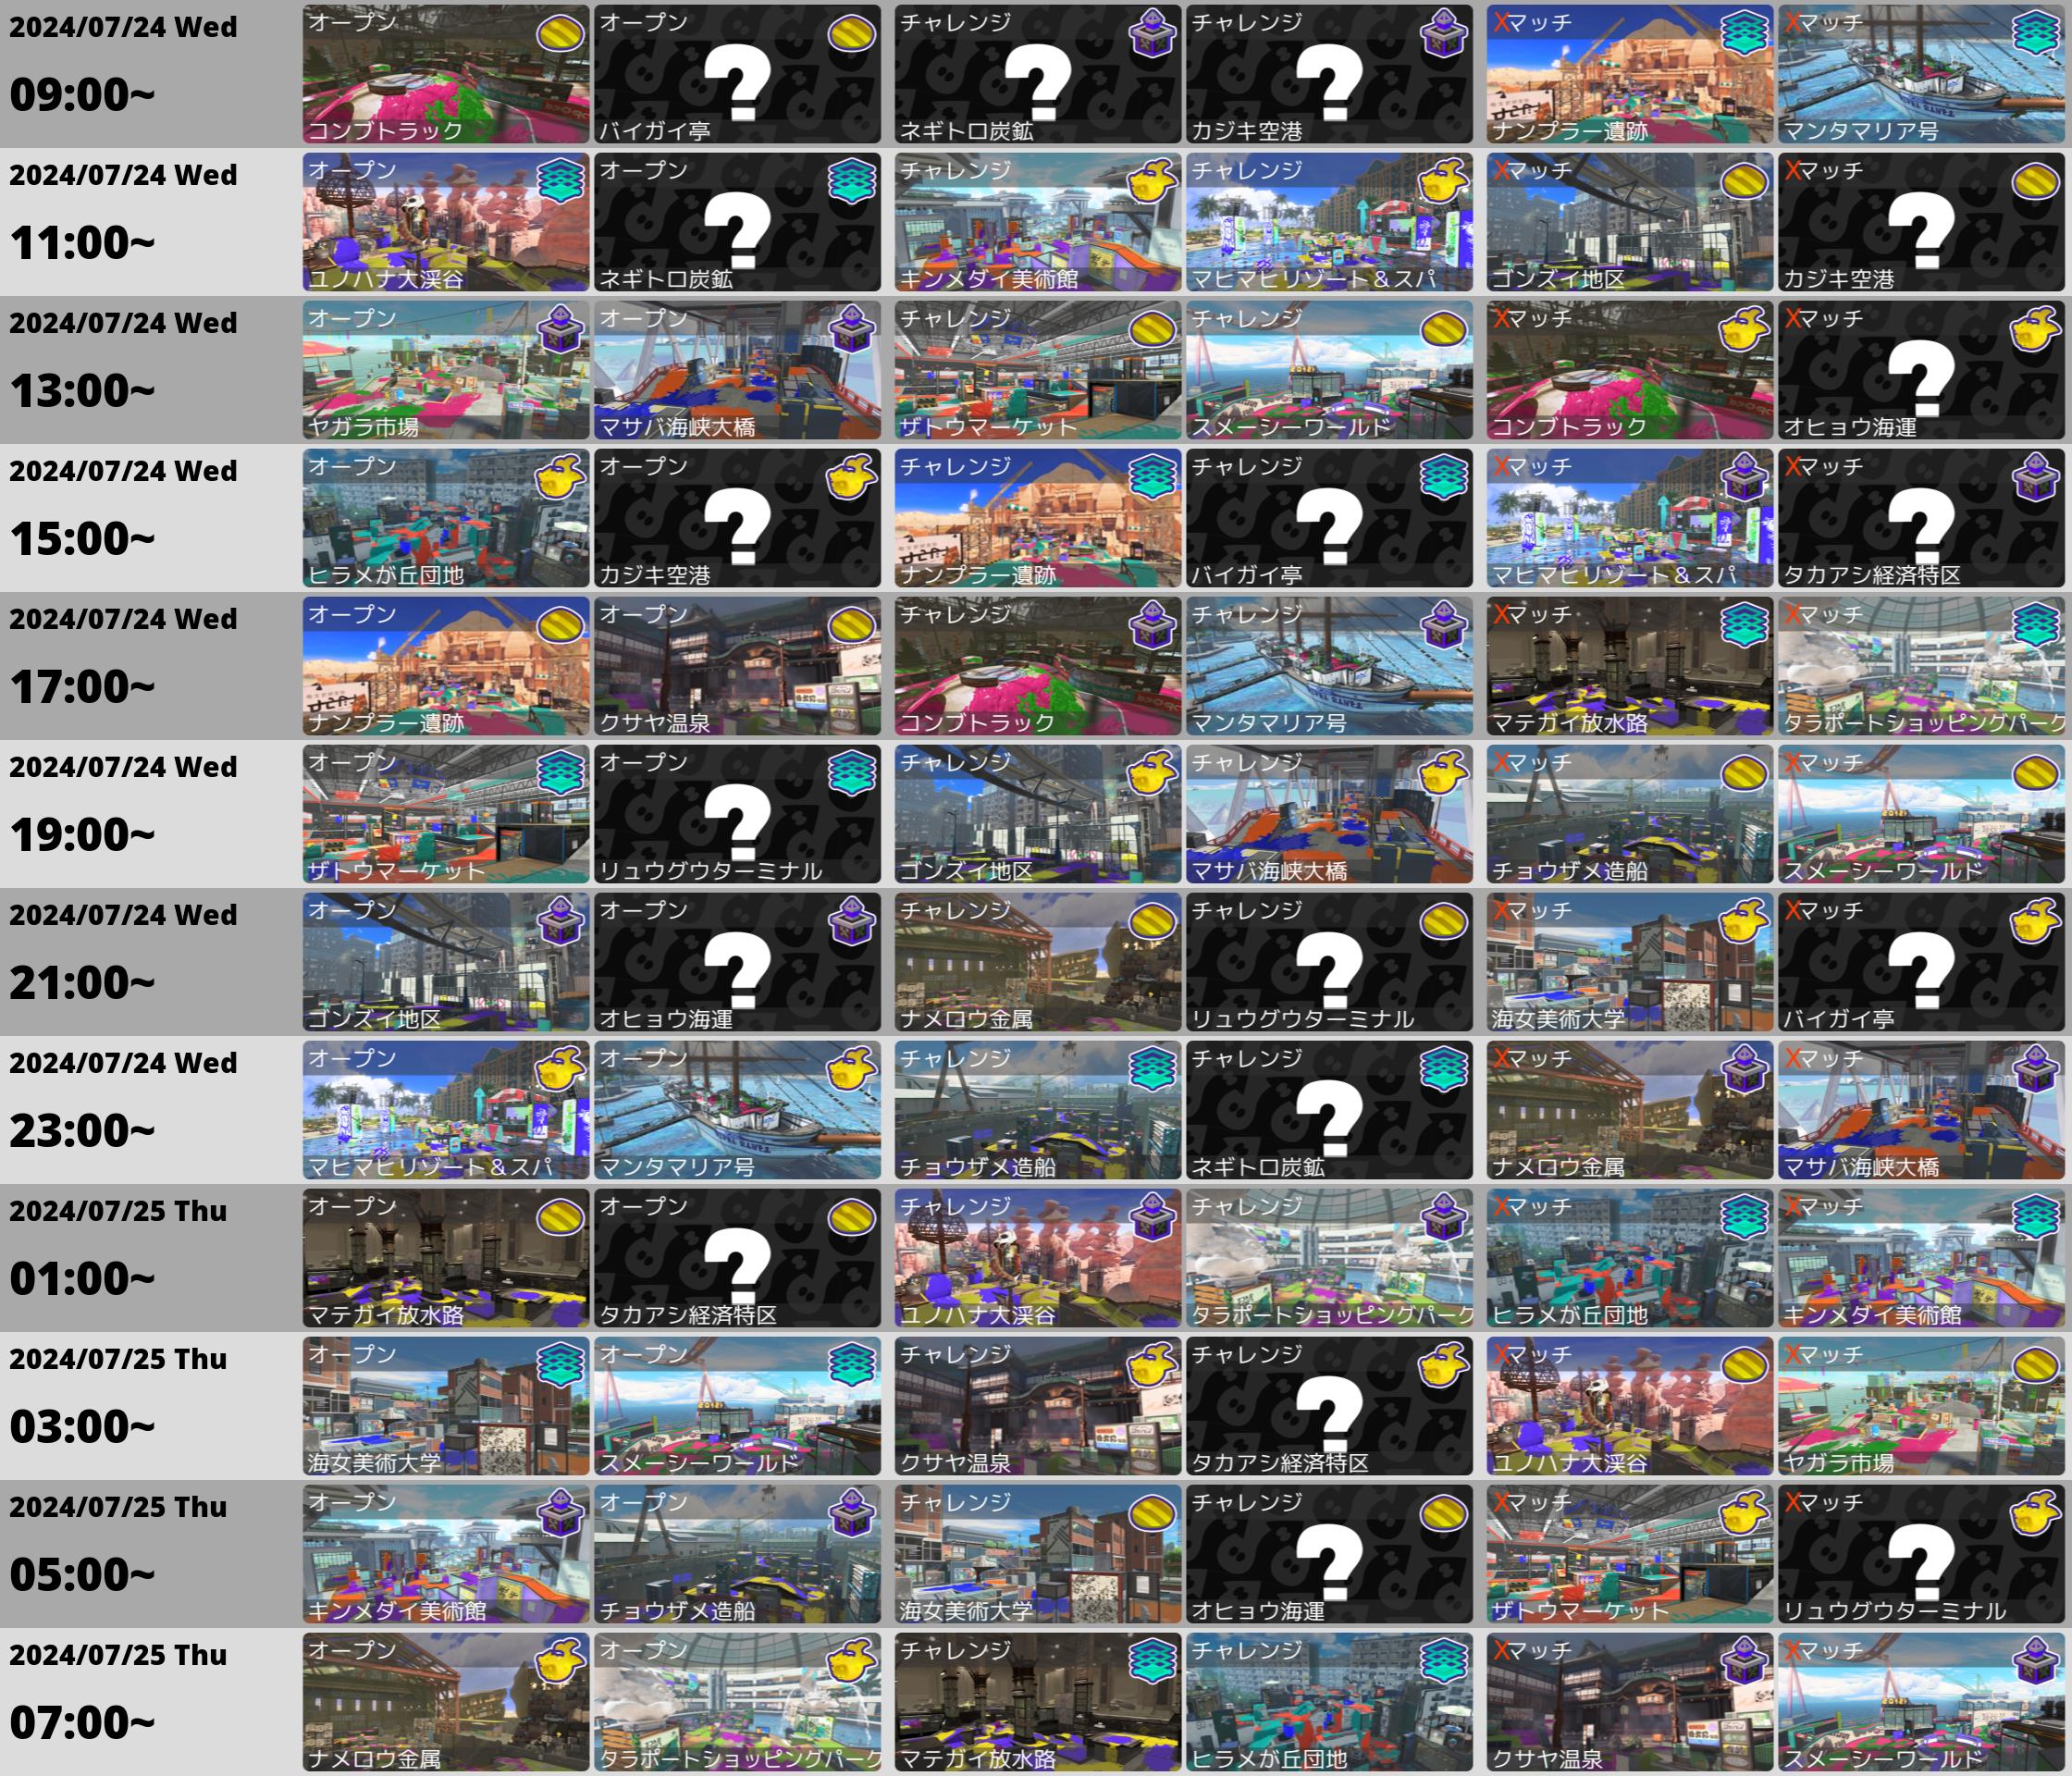 2024/07/24 Wed
09:00~
オープン
コンブトラック
オープン
バイガイ亭
チャレンジ
ネギトロ炭鉱
チャレンジ
カジキ空港
Xマッチ
ナンプラー遺跡
Xマッチ
マンタマリア号
2024/07/24 Wed
11:00~
オープン
ユノハナ大渓谷
オープン
ネギトロ炭鉱
チャレンジ
キンメダイ美術館
チャレンジ
マヒマヒリゾート&スパ
Xマッチ
ゴンズイ地区
Xマッチ
カジキ空港
2024/07/24 Wed
13:00~
オープン
ヤガラ市場
オープン
マサバ海峡大橋
チャレンジ
ザトウマーケット
チャレンジ
スメーシーワールド
Xマッチ
コンブトラック
Xマッチ
オヒョウ海運
2024/07/24 Wed
15:00~
オープン
ヒラメが丘団地
オープン
カジキ空港
チャレンジ
ナンプラー遺跡
チャレンジ
バイガイ亭
Xマッチ
マヒマヒリゾート&スパ
Xマッチ
タカアシ経済特区
2024/07/24 Wed
17:00~
オープン
ナンプラー遺跡
オープン
クサヤ温泉
チャレンジ
コンブトラック
チャレンジ
マンタマリア号
Xマッチ
マテガイ放水路
Xマッチ
タラポートショッピングパーク
2024/07/24 Wed
19:00~
オープン
ザトウマーケット
オープン
リュウグウターミナル
チャレンジ
ゴンズイ地区
チャレンジ
マサバ海峡大橋
Xマッチ
チョウザメ造船
Xマッチ
スメーシーワールド
2024/07/24 Wed
21:00~
オープン
ゴンズイ地区
オープン
オヒョウ海運
チャレンジ
ナメロウ金属
チャレンジ
リュウグウターミナル
Xマッチ
海女美術大学
Xマッチ
バイガイ亭
2024/07/24 Wed
23:00~
オープン
マヒマヒリゾート&スパ
オープン
マンタマリア号
チャレンジ
チョウザメ造船
チャレンジ
ネギトロ炭鉱
Xマッチ
ナメロウ金属
Xマッチ
マサバ海峡大橋
2024/07/25 Thu
01:00~
オープン
マテガイ放水路
オープン
タカアシ経済特区
チャレンジ
ユノハナ大渓谷
チャレンジ
タラポートショッピングパーク
Xマッチ
ヒラメが丘団地
Xマッチ
キンメダイ美術館
2024/07/25 Thu
03:00~
オープン
海女美術大学
オープン
スメーシーワールド
チャレンジ
クサヤ温泉
チャレンジ
タカアシ経済特区
Xマッチ
ユノハナ大渓谷
Xマッチ
ヤガラ市場
2024/07/25 Thu
05:00~
オープン
キンメダイ美術館
オープン
チョウザメ造船
チャレンジ
海女美術大学
チャレンジ
オヒョウ海運
Xマッチ
ザトウマーケット
Xマッチ
リュウグウターミナル
2024/07/25 Thu
07:00~
オープン
ナメロウ金属
オープン
タラポートショッピングパーク
チャレンジ
マテガイ放水路
チャレンジ
ヒラメが丘団地
Xマッチ
クサヤ温泉
Xマッチ
スメーシーワールド